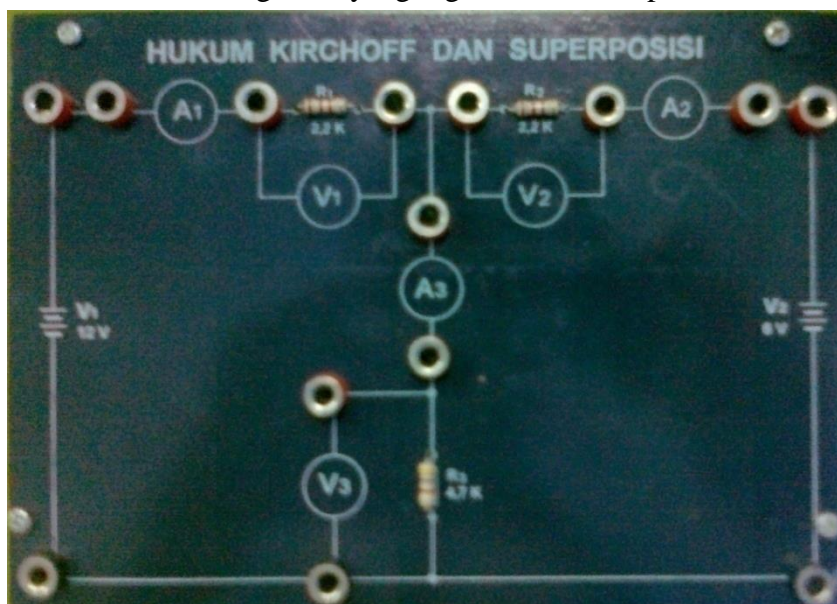 HUKUM KIRCHOFF DAN SUPERPOSISI
A1
R1
2,2 K
R2
2,2 K
A2
V1
V2
A3
V1
12 V
V2
6 V
V3
R3
4,7 K